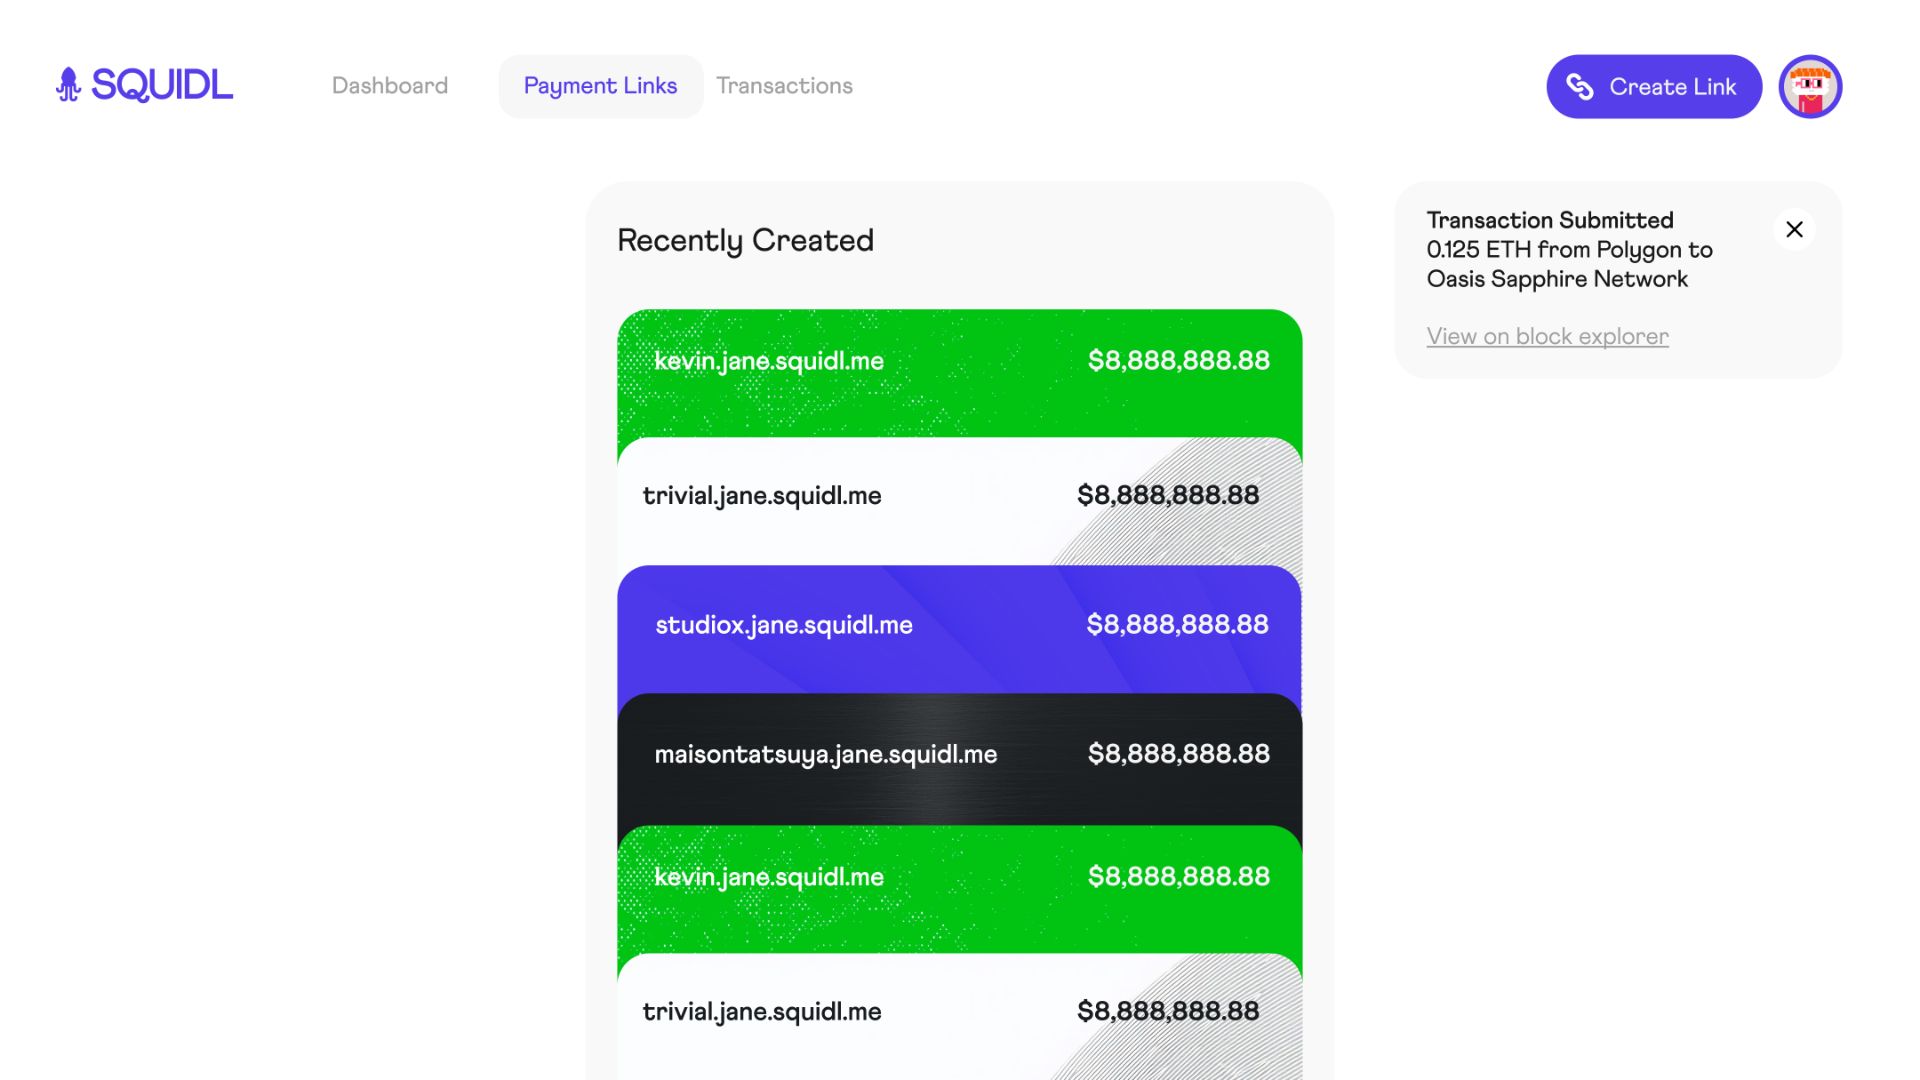 SQUIDL
Dashboard
Payment Links
Transactions
Create Link
Recently Created
kevin.jane.squidl.me
$8,888,888.88
trivial.jane.squidl.me
$8,888,888.88
studiox.jane.squidl.me
$8,888,888.88
maisontatsuya.jane.squidl.me
$8,888,888.88
kevin.jane.squidl.me
$8,888,888.88
trivial.jane.squidl.me
$8,888,888.88
Transaction Submitted
0.125 ETH from Polygon to
Oasis Sapphire Network
View on block explorer